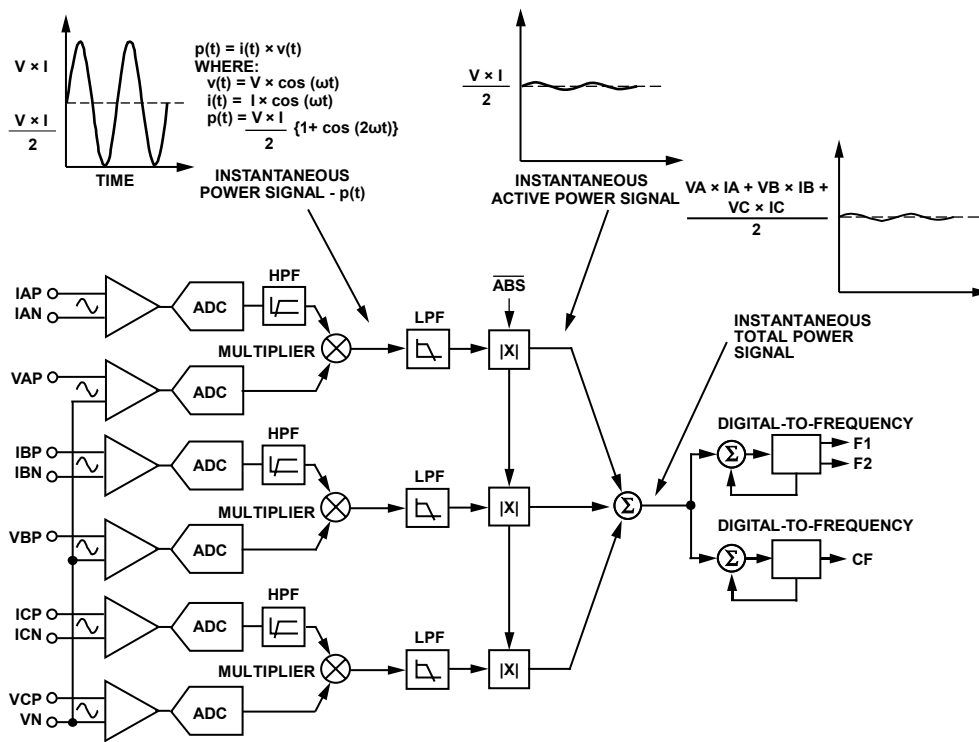 V × I
V × I
2
TIME
p(t) = i(t) × v(t)
WHERE:
v(t) = V × cos (ωt)
i(t) = I × cos (ωt)
p(t) = V × I
2
{1+ cos (2ωt)}
INSTANTANEOUS
POWER SIGNAL - p(t)
V × I
2
INSTANTANEOUS
ACTIVE POWER SIGNAL
VA × IA + VB × IB +
VC × IC
2
INSTANTANEOUS
TOTAL POWER
SIGNAL
IAP
IAN
ADC
HPF
MULTIPLIER
LPF
ABS
|X|
VAP
ADC
IBP
IBN
ADC
HPF
MULTIPLIER
LPF
|X|
VBP
ADC
Σ
ICP
ICN
ADC
HPF
MULTIPLIER
LPF
|X|
VCP
VN
ADC
DIGITAL-TO-FREQUENCY
Σ
F1
F2
DIGITAL-TO-FREQUENCY
Σ
CF